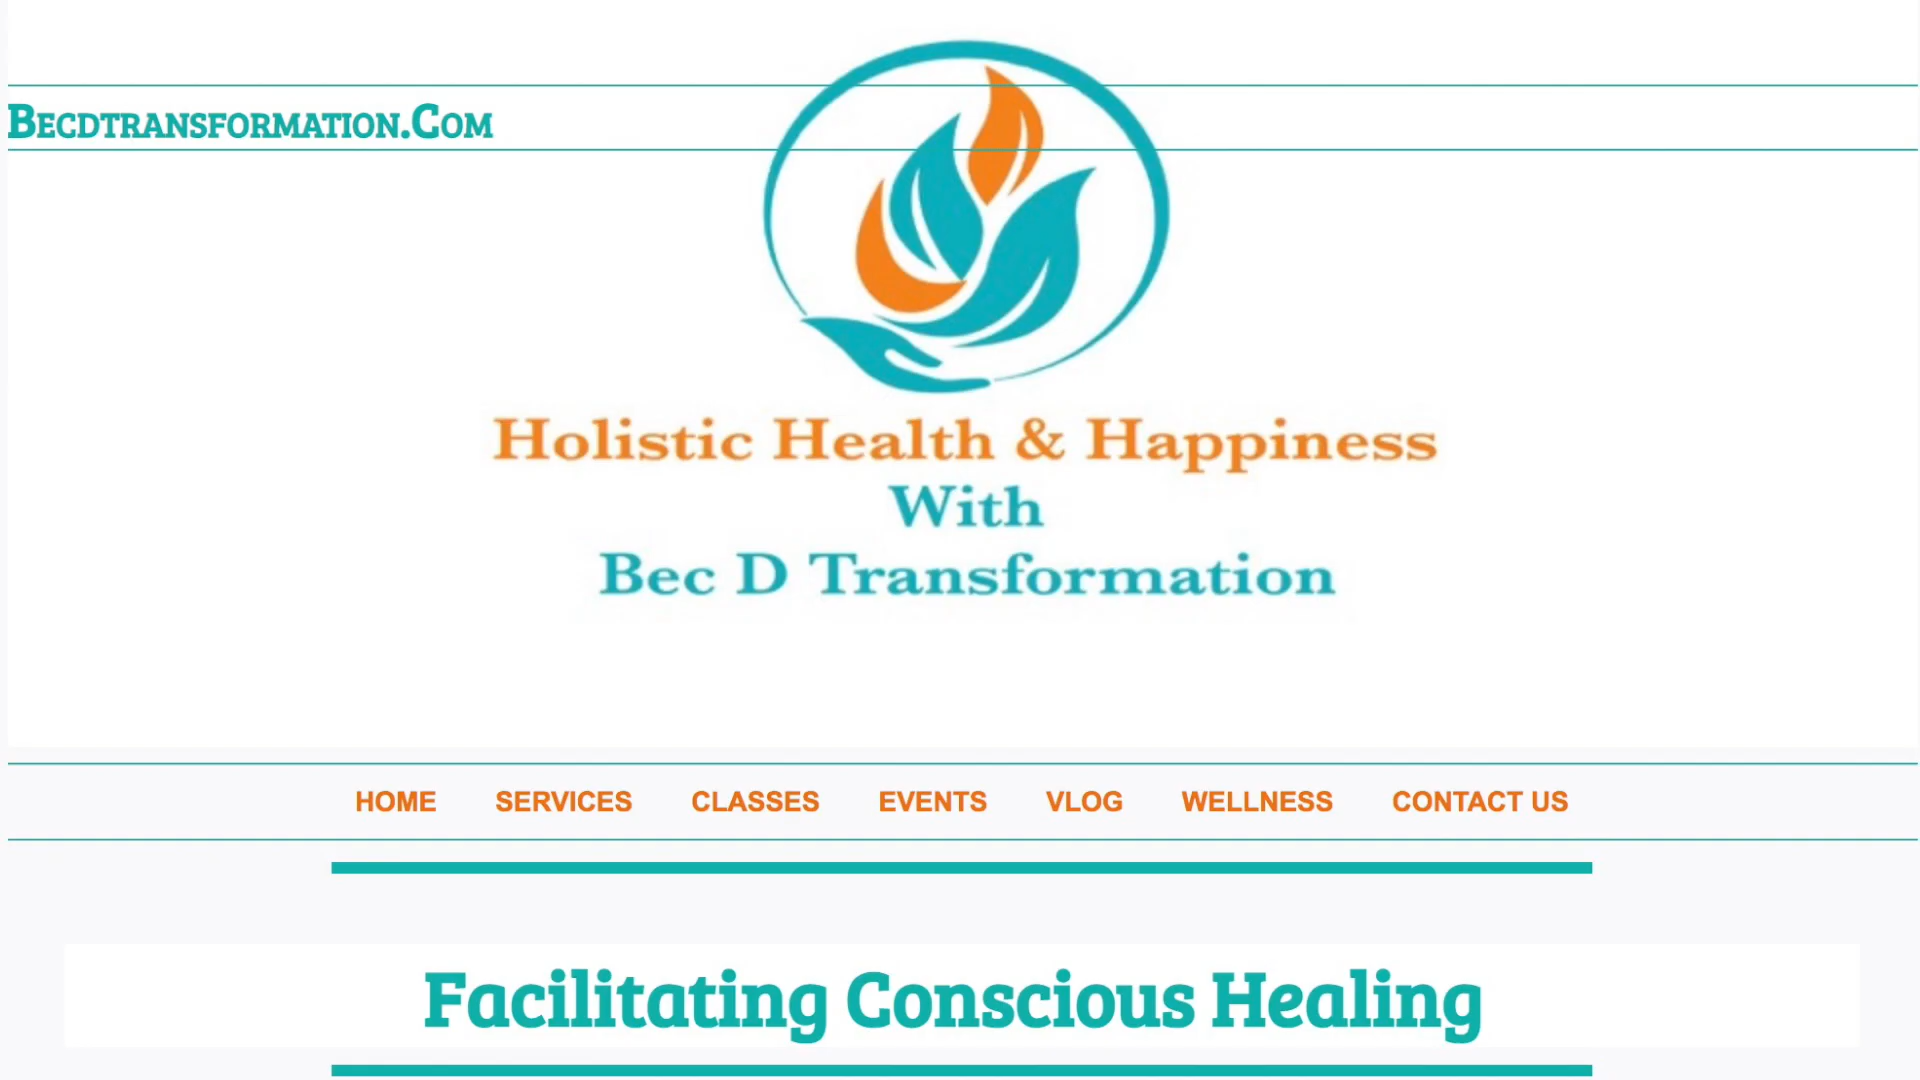 Becdtransformation.Com
Holistic Health & Happiness
With
Bec D Transformation
HOME SERVICES CLASSES EVENTS VLOG WELLNESS CONTACT US
Facilitating Conscious Healing